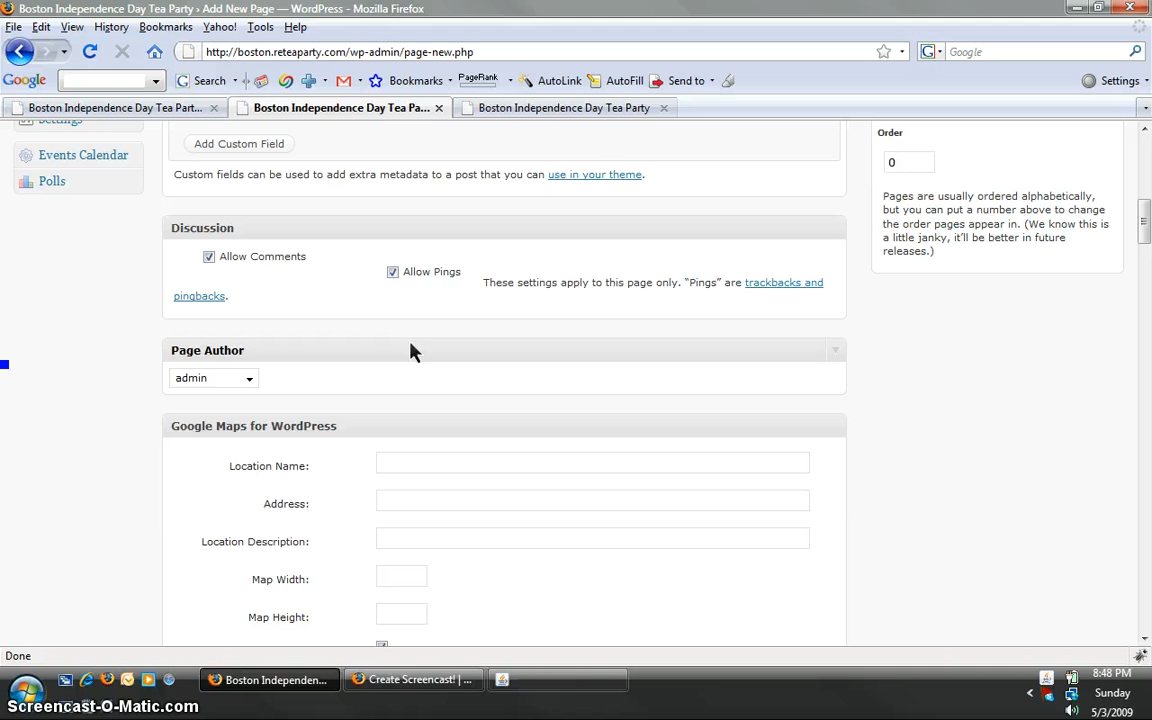 Boston Independence Day Tea Party › Add New Page — WordPress - Mozilla Firefox
File Edit View History Bookmarks Yahoo! Tools Help
http://boston.reteaparty.com/wp-admin/page-new.php
G Google
Google Search Bookmarks PageRank AutoLink AutoFill Send to Settings
Boston Independence Day Tea Part... Boston Independence Day Tea Pa... Boston Independence Day Tea Party
Settings
Events Calendar
Polls
Add Custom Field
Custom fields can be used to add extra metadata to a post that you can use in your theme.
Discussion
Allow Comments
Allow Pings
These settings apply to this page only. “Pings” are trackbacks and
pingbacks.
Page Author
admin
Google Maps for WordPress
Location Name:
Address:
Location Description:
Map Width:
Map Height:
Order
0
Pages are usually ordered alphabetically,
but you can put a number above to change
the order pages appear in. (We know this is
a little janky, it’ll be better in future
releases.)
Done
Boston Independen... Create Screencast! | ...
8:48 PM
Sunday
5/3/2009
Screencast-O-Matic.com